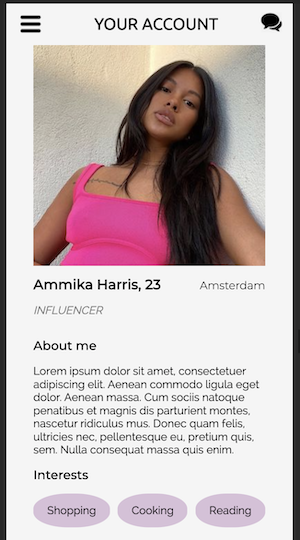 YOUR ACCOUNT
Ammika Harris, 23
Amsterdam
INFLUENCER
About me
Lorem ipsum dolor sit amet, consectetuer
adipiscing elit. Aenean commodo ligula eget
dolor. Aenean massa. Cum sociis natoque
penatibus et magnis dis parturient montes,
nascetur ridiculus mus. Donec quam felis,
ultricies nec, pellentesque eu, pretium quis,
sem. Nulla consequat massa quis enim.
Interests
Shopping
Cooking
Reading